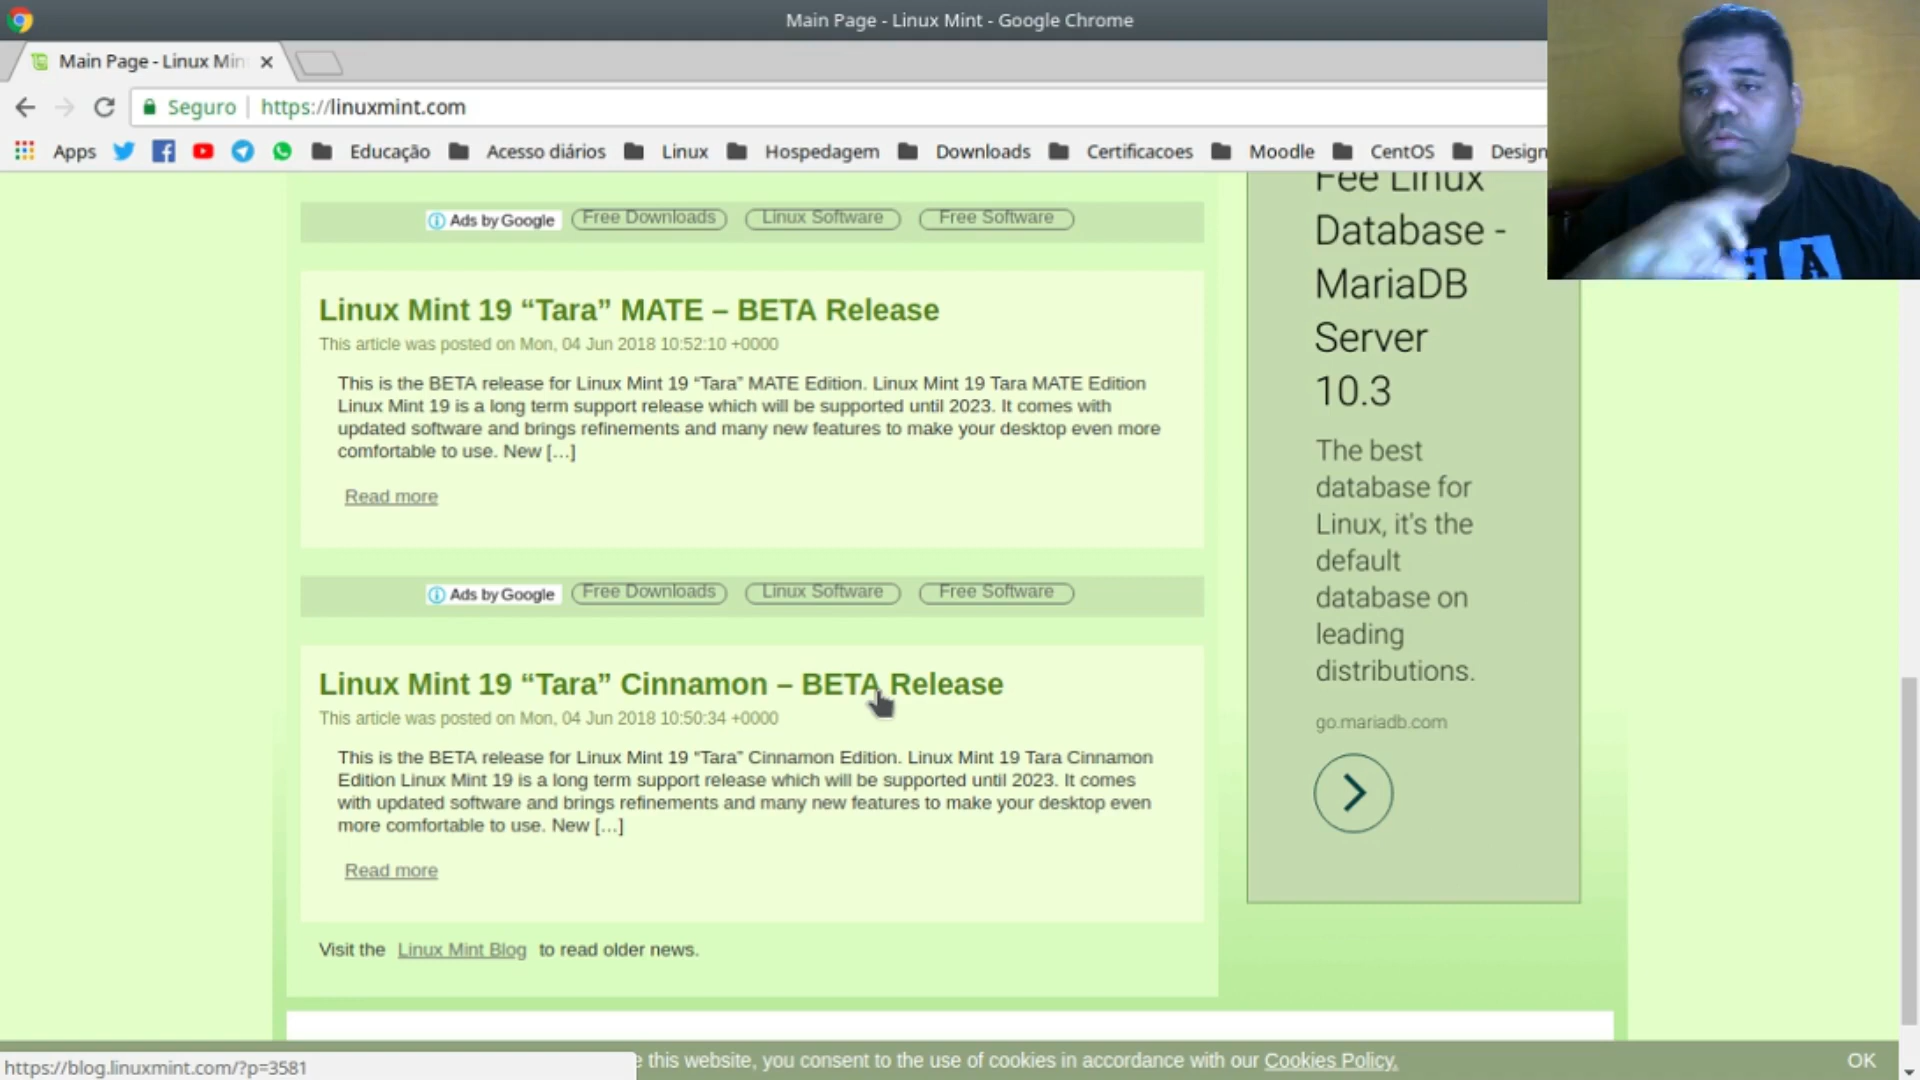 Main Page - Linux Mint - Google Chrome
Main Page - Linux Min
Seguro https://linuxmint.com
Apps Educação Acesso diários Linux Hospedagem Downloads Certificacoes Moodle CentOS Design
Ads by Google Free Downloads Linux Software Free Software
Linux Mint 19 “Tara” MATE – BETA Release
This article was posted on Mon, 04 Jun 2018 10:52:10 +0000
This is the BETA release for Linux Mint 19 “Tara” MATE Edition. Linux Mint 19 Tara MATE Edition
Linux Mint 19 is a long term support release which will be supported until 2023. It comes with
updated software and brings refinements and many new features to make your desktop even more
comfortable to use. New […]
Read more
Ads by Google Free Downloads Linux Software Free Software
Linux Mint 19 “Tara” Cinnamon – BETA Release
This article was posted on Mon, 04 Jun 2018 10:50:34 +0000
This is the BETA release for Linux Mint 19 “Tara” Cinnamon Edition. Linux Mint 19 Tara Cinnamon
Edition Linux Mint 19 is a long term support release which will be supported until 2023. It comes
with updated software and brings refinements and many new features to make your desktop even
more comfortable to use. New […]
Read more
Visit the Linux Mint Blog to read older news.
Fee Linux
Database -
MariaDB
Server
10.3
The best
database for
Linux, it's the
default
database on
leading
distributions.
go.mariadb.com
https://blog.linuxmint.com/?p=3581
e this website, you consent to the use of cookies in accordance with our Cookies Policy. OK